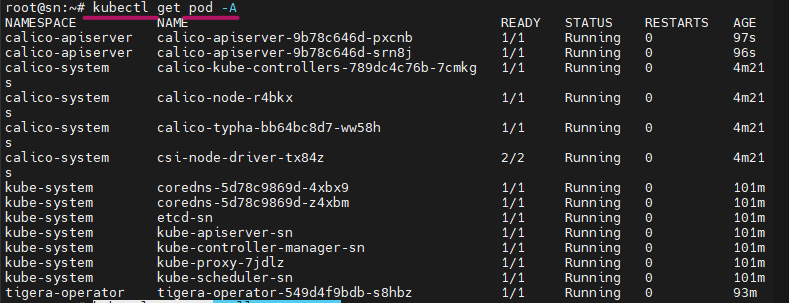 root@sn:~# kubectl get pod -A
NAMESPACE NAME READY STATUS RESTARTS AGE
calico-apiserver calico-apiserver-9b78c646d-pxcnb 1/1 Running 0 97s
calico-apiserver calico-apiserver-9b78c646d-srn8j 1/1 Running 0 96s
calico-system calico-kube-controllers-789dc4c76b-7cmkg 1/1 Running 0 4m21
s
calico-system calico-node-r4bkx 1/1 Running 0 4m21
s
calico-system calico-typha-bb64bc8d7-ww58h 1/1 Running 0 4m21
s
calico-system csi-node-driver-tx84z 2/2 Running 0 4m21
s
kube-system coredns-5d78c9869d-4xbx9 1/1 Running 0 101m
kube-system coredns-5d78c9869d-z4xbm 1/1 Running 0 101m
kube-system etcd-sn 1/1 Running 0 101m
kube-system kube-apiserver-sn 1/1 Running 0 101m
kube-system kube-controller-manager-sn 1/1 Running 0 101m
kube-system kube-proxy-7jdlz 1/1 Running 0 101m
kube-system kube-scheduler-sn 1/1 Running 0 101m
tigera-operator tigera-operator-549d4f9bdb-s8hbz 1/1 Running 0 93m